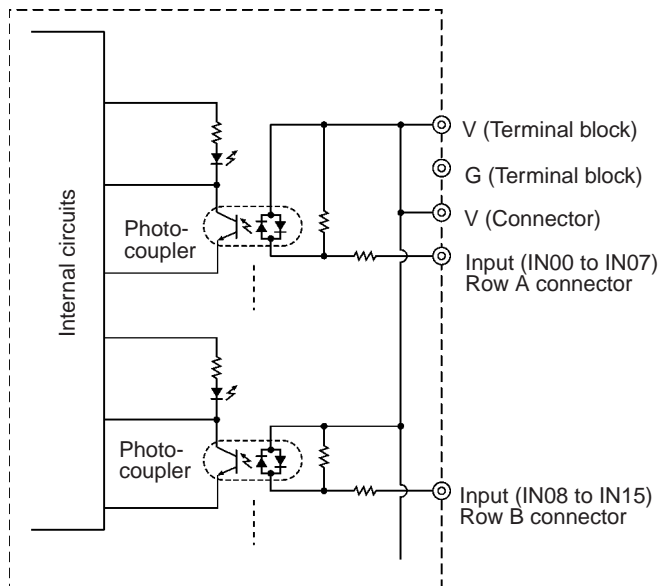 Internal circuits
Photo-
coupler
V (Terminal block)
G (Terminal block)
V (Connector)
Input (IN00 to IN07)
Row A connector
Photo-
coupler
Input (IN08 to IN15)
Row B connector